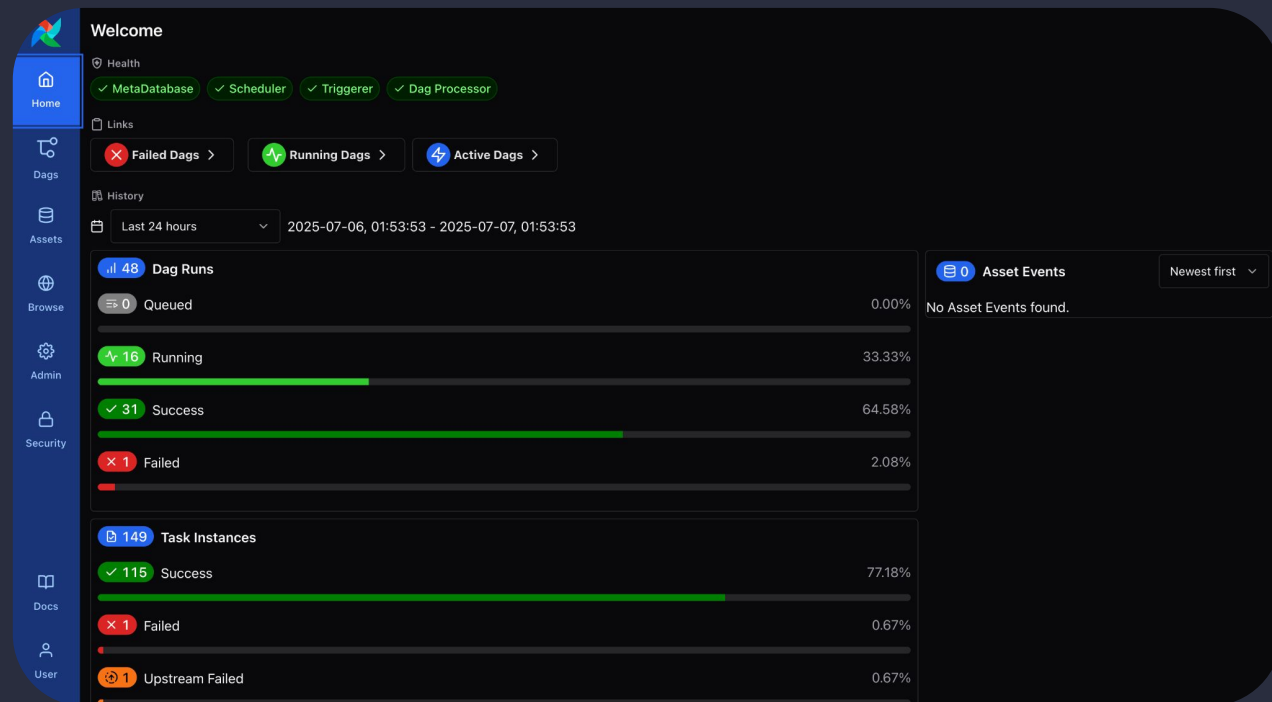 Welcome
Health
MetaDatabase Scheduler Triggerer Dag Processor
Links
Failed Dags Running Dags Active Dags
History
Last 24 hours 2025-07-06, 01:53:53 - 2025-07-07, 01:53:53
48 Dag Runs
0 Queued 0.00%
16 Running 33.33%
31 Success 64.58%
1 Failed 2.08%
149 Task Instances
115 Success 77.18%
1 Failed 0.67%
1 Upstream Failed 0.67%
0 Asset Events Newest first
No Asset Events found.
Home
Dags
Assets
Browse
Admin
Security
Docs
User